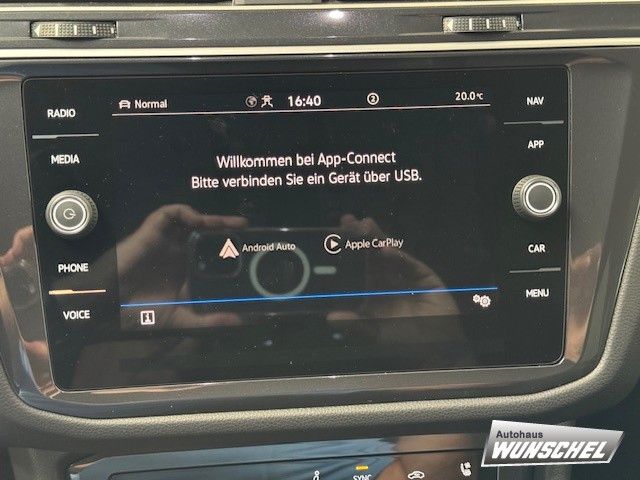 RADIO
MEDIA
PHONE
VOICE
Normal
16:40
2
20.0°C
Willkommen bei App-Connect
Bitte verbinden Sie ein Gerät über USB.
Android Auto
Apple CarPlay
i
NAV
APP
CAR
MENU
SYNC
Autohaus
WUNSCHEL